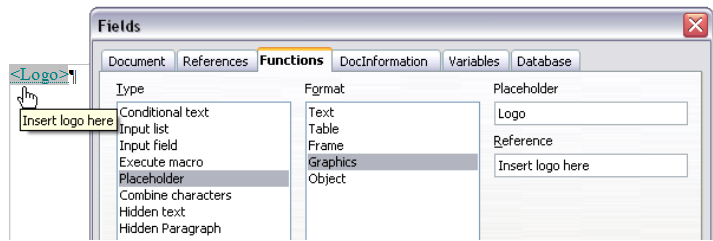 Fields
Document References Functions DocInformation Variables Database
<Logo>¶
Insert logo here
Type
Conditional text
Input list
Input field
Execute macro
Placeholder
Combine characters
Hidden text
Hidden Paragraph
Format
Text
Table
Frame
Graphics
Object
Placeholder
Logo
Reference
Insert logo here